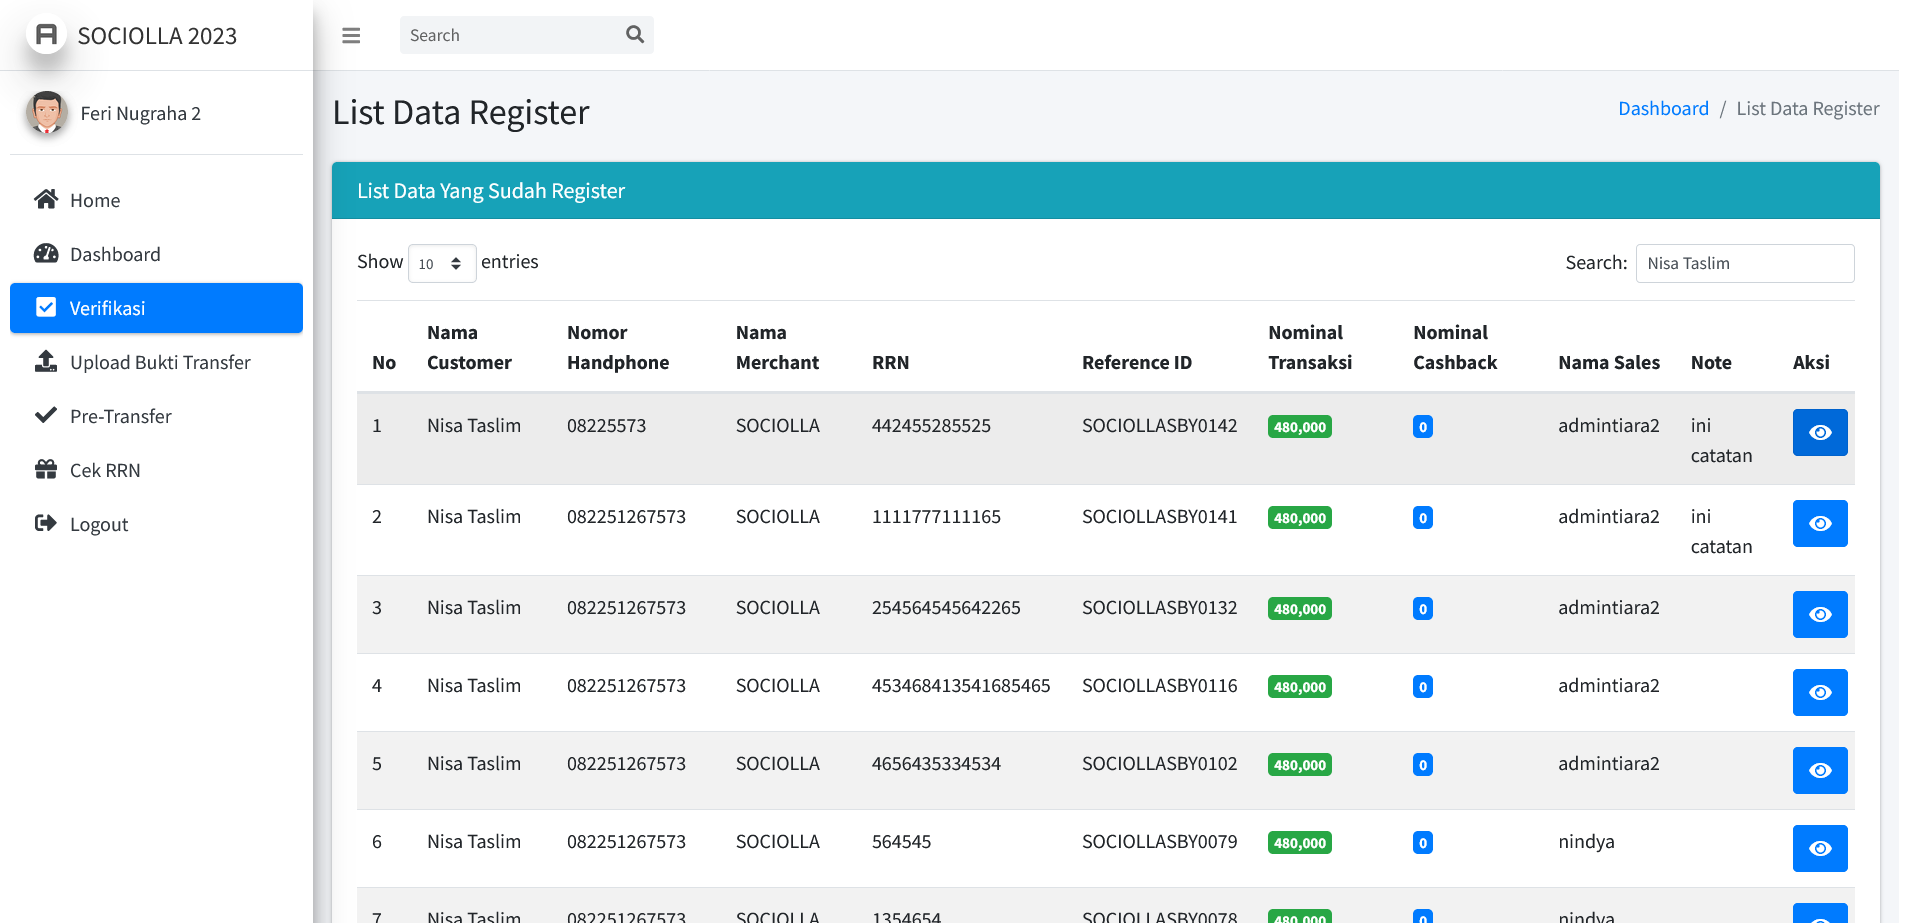 SOCIOLLA 2023
Search
Feri Nugraha 2
Home
Dashboard
Verifikasi
Upload Bukti Transfer
Pre-Transfer
Cek RRN
Logout
List Data Register
Dashboard / List Data Register
List Data Yang Sudah Register
Show 10 entries
Search: Nisa Taslim
No Nama Customer Nomor Handphone Nama Merchant RRN Reference ID Nominal Transaksi Nominal Cashback Nama Sales Note Aksi
1 Nisa Taslim 08225573 SOCIOLLA 442455285525 SOCIOLLASBY0142 480,000 0 admintiara2 ini catatan
2 Nisa Taslim 082251267573 SOCIOLLA 1111777111165 SOCIOLLASBY0141 480,000 0 admintiara2 ini catatan
3 Nisa Taslim 082251267573 SOCIOLLA 254564545642265 SOCIOLLASBY0132 480,000 0 admintiara2
4 Nisa Taslim 082251267573 SOCIOLLA 453468413541685465 SOCIOLLASBY0116 480,000 0 admintiara2
5 Nisa Taslim 082251267573 SOCIOLLA 4656435334534 SOCIOLLASBY0102 480,000 0 admintiara2
6 Nisa Taslim 082251267573 SOCIOLLA 564545 SOCIOLLASBY0079 480,000 0 nindya
7 Nisa Taslim 082251267573 SOCIOLLA 1354654 SOCIOLLASBY0078 480,000 0 nindya